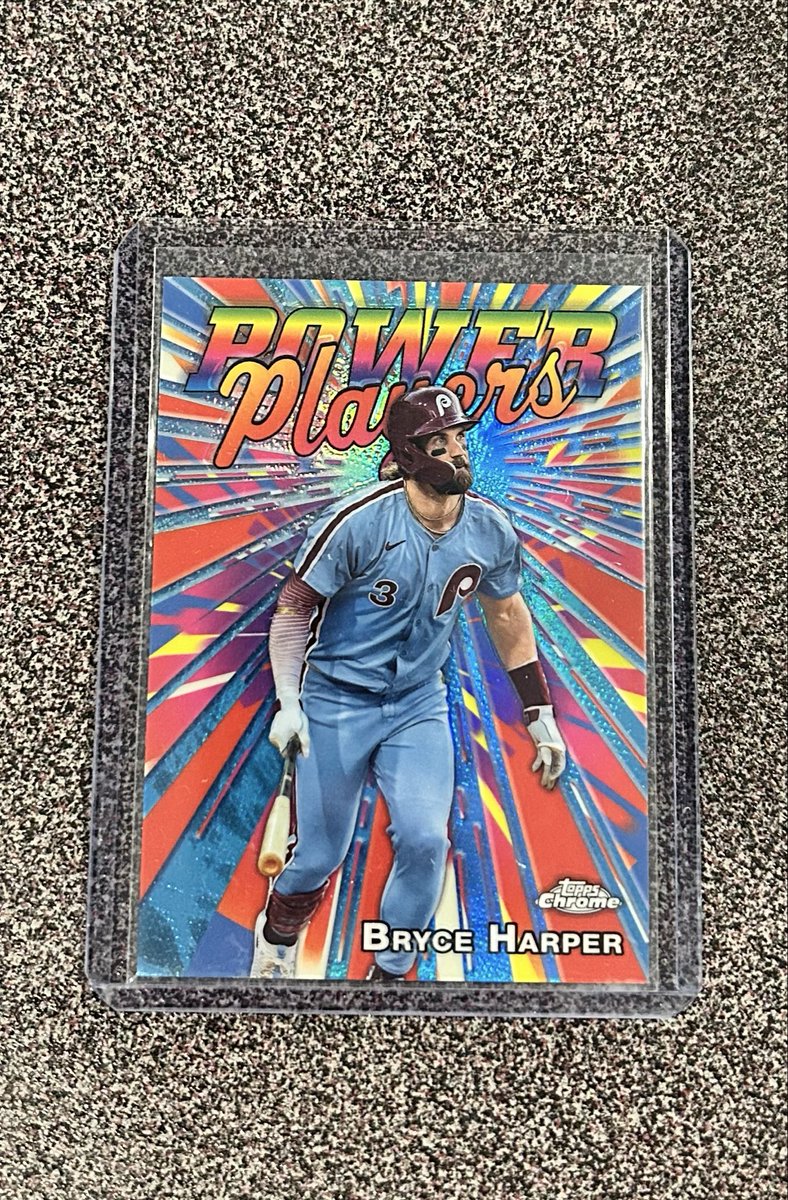 POWER
Players
P
3
P
Topps
Chrome
BRYCE HARPER